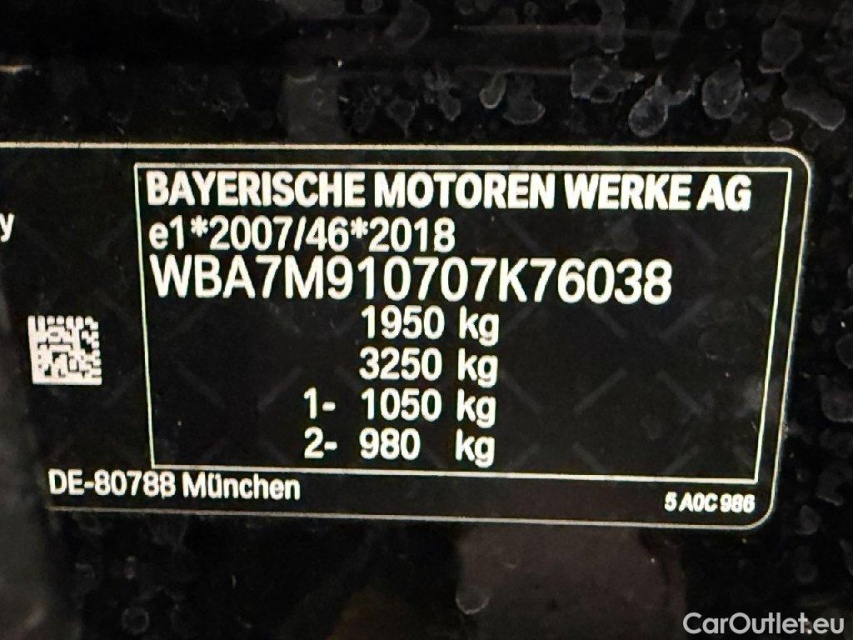 BAYERISCHE MOTOREN WERKE AG
y
e1*2007/46*2018
WBA7M910707K76038
1950 kg
3250 kg
1- 1050 kg
2- 980 kg
DE-80788 München
5 A0C 986
CarOutlet.eu